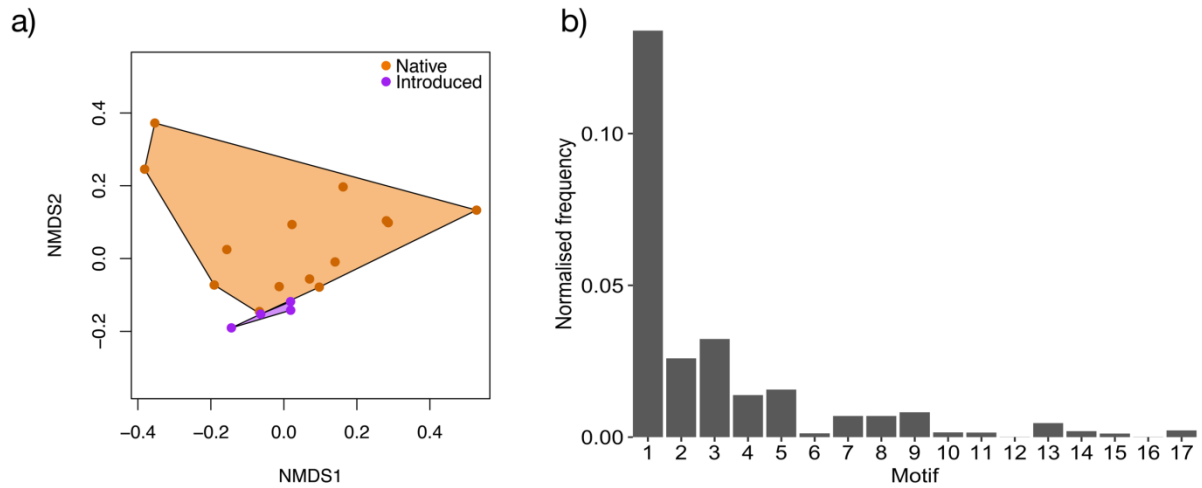 a)
Native
Introduced
NMDS2
0.4
0.2
0.0
−0.2
−0.4 −0.2 0.0 0.2 0.4
NMDS1
b)
Normalised frequency
0.10
0.05
0.00
1 2 3 4 5 6 7 8 9 10 11 12 13 14 15 16 17
Motif